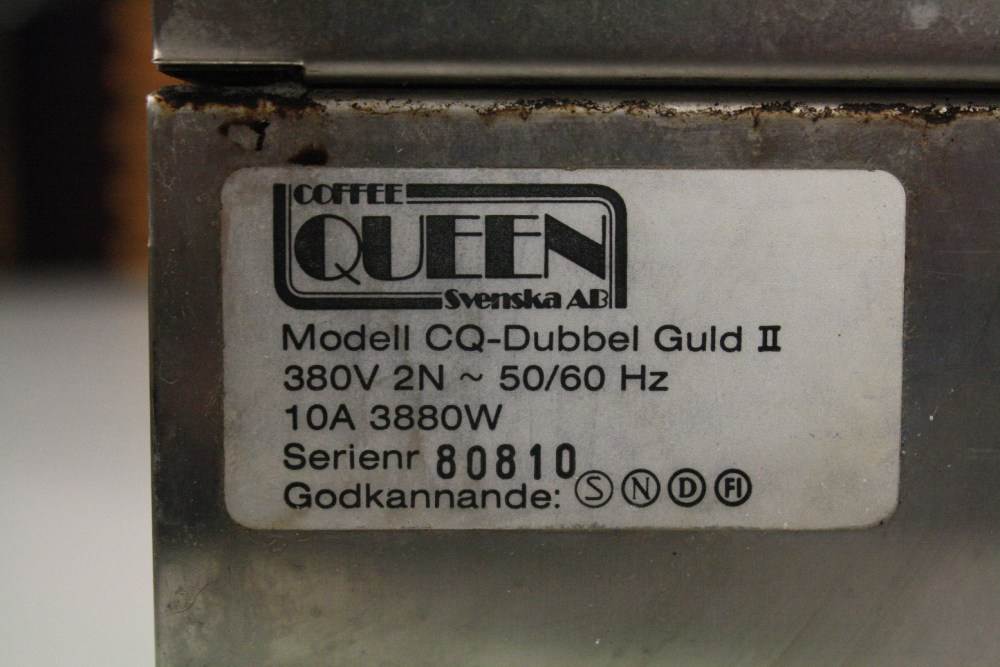 COFFEE
QUEEN
Svenska AB
Modell CQ-Dubbel Guld II
380V 2N ~ 50/60 Hz
10A 3880W
Serienr 80810
Godkannande: S N D FI